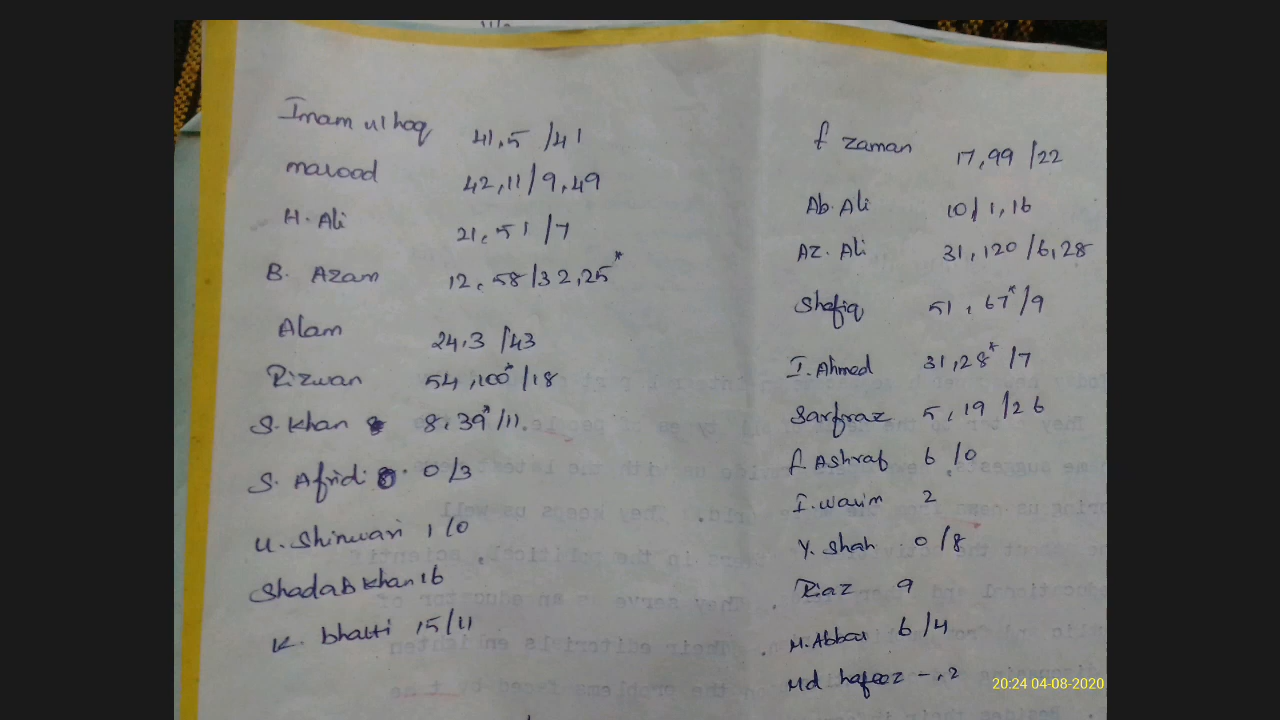 Imam ul haq 41,5 /41
masood 42,11/9,49
H. Ali 21,51 /7
B. Azam 12,58/32,25*
Alam 24,3 /43
Rizwan 54,100* /18
S. Khan 8,39* /11.
S. Afridi 0/3
U. Shinwari 1/0
Shadab khan 16
K. bhatti 15/11
f zaman 17,99 /22
Ab. Ali 10/1,16
Az. Ali 31,120 /6,28
Shafiq 51,67* /9
I. Ahmed 31,28* /7
Sarfraz 5,19 /26
f. Ashraf 6 /0
I. wasim 2
Y. Shah 0 /8
Riaz 9
M. Abbas 6 /4
Md hafeez -,2
20:24 04-08-2020